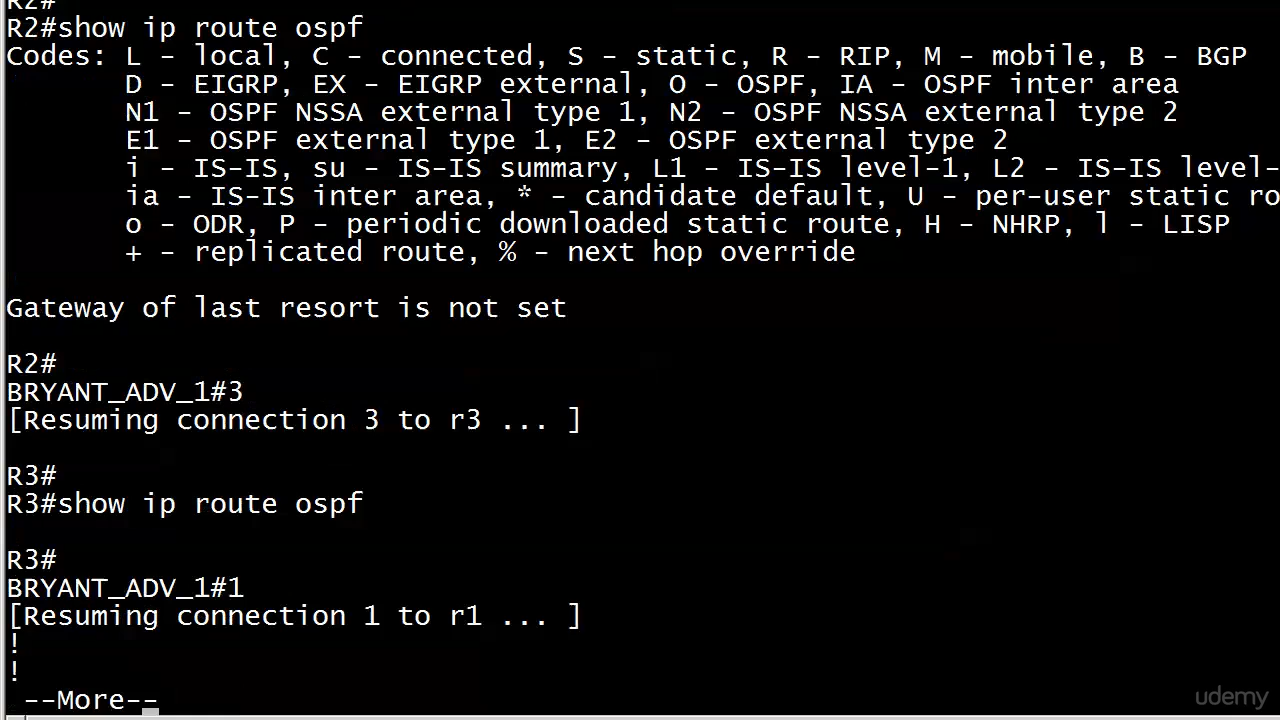 R2#
R2#show ip route ospf
Codes: L - local, C - connected, S - static, R - RIP, M - mobile, B - BGP
D - EIGRP, EX - EIGRP external, O - OSPF, IA - OSPF inter area
N1 - OSPF NSSA external type 1, N2 - OSPF NSSA external type 2
E1 - OSPF external type 1, E2 - OSPF external type 2
i - IS-IS, su - IS-IS summary, L1 - IS-IS level-1, L2 - IS-IS level-
ia - IS-IS inter area, * - candidate default, U - per-user static ro
o - ODR, P - periodic downloaded static route, H - NHRP, l - LISP
+ - replicated route, % - next hop override
Gateway of last resort is not set
R2#
BRYANT_ADV_1#3
[Resuming connection 3 to r3 ... ]
R3#
R3#show ip route ospf
R3#
BRYANT_ADV_1#1
[Resuming connection 1 to r1 ... ]
!
!
--More--
udemy